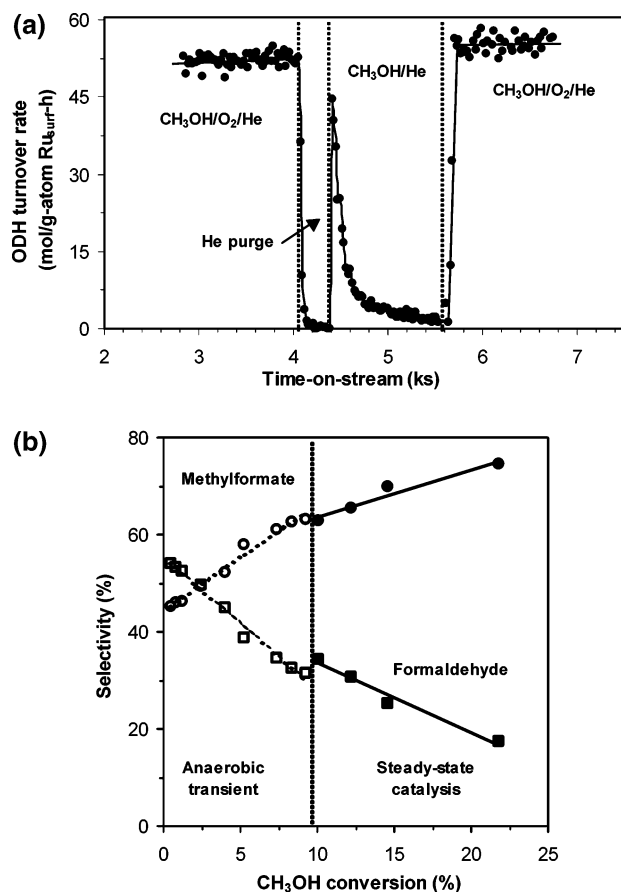 (a)
60
45
30
15
0
ODH turnover rate
(mol/g-atom Ru_surf-h)
CH₃OH/O₂/He
He purge
CH₃OH/He
CH₃OH/O₂/He
2 3 4 5 6 7
Time-on-stream (ks)
(b)
80
60
40
20
0
Selectivity (%)
Methylformate
Formaldehyde
Anaerobic
transient
Steady-state
catalysis
0 5 10 15 20 25
CH₃OH conversion (%)